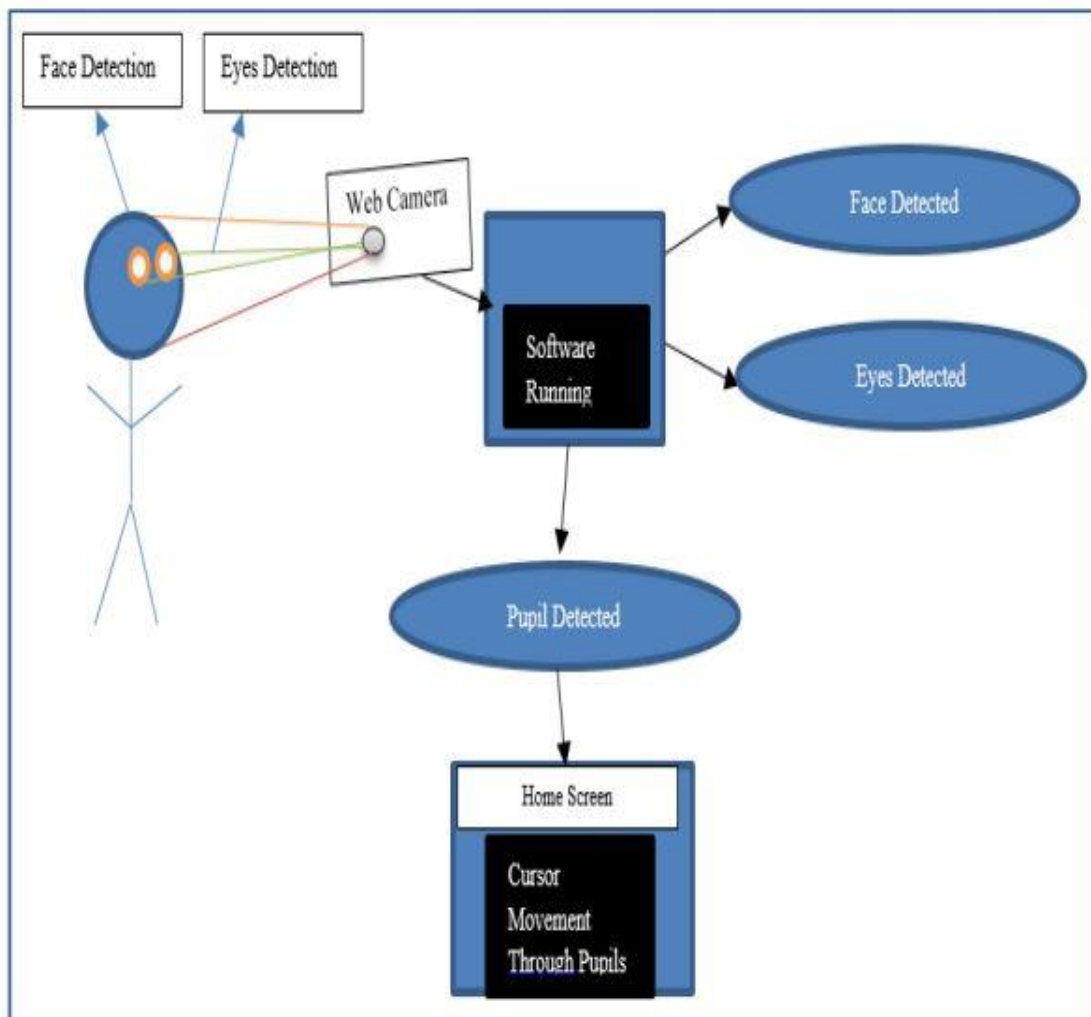 Face Detection
Eyes Detection
Web Camera
Face Detected
Software
Running
Eyes Detected
Pupil Detected
Home Screen
Cursor
Movement
Through Pupils